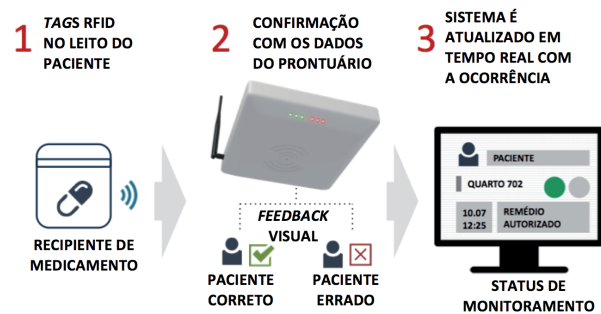 1
TAGS RFID
NO LEITO DO
PACIENTE
RECIPIENTE DE
MEDICAMENTO
2
CONFIRMAÇÃO
COM OS DADOS
DO PRONTUÁRIO
FEEDBACK
VISUAL
PACIENTE
CORRETO
PACIENTE
ERRADO
3
SISTEMA É
ATUALIZADO EM
TEMPO REAL COM
A OCORRÊNCIA
PACIENTE
QUARTO 702
10.07
12:25
REMÉDIO
AUTORIZADO
STATUS DE
MONITORAMENTO